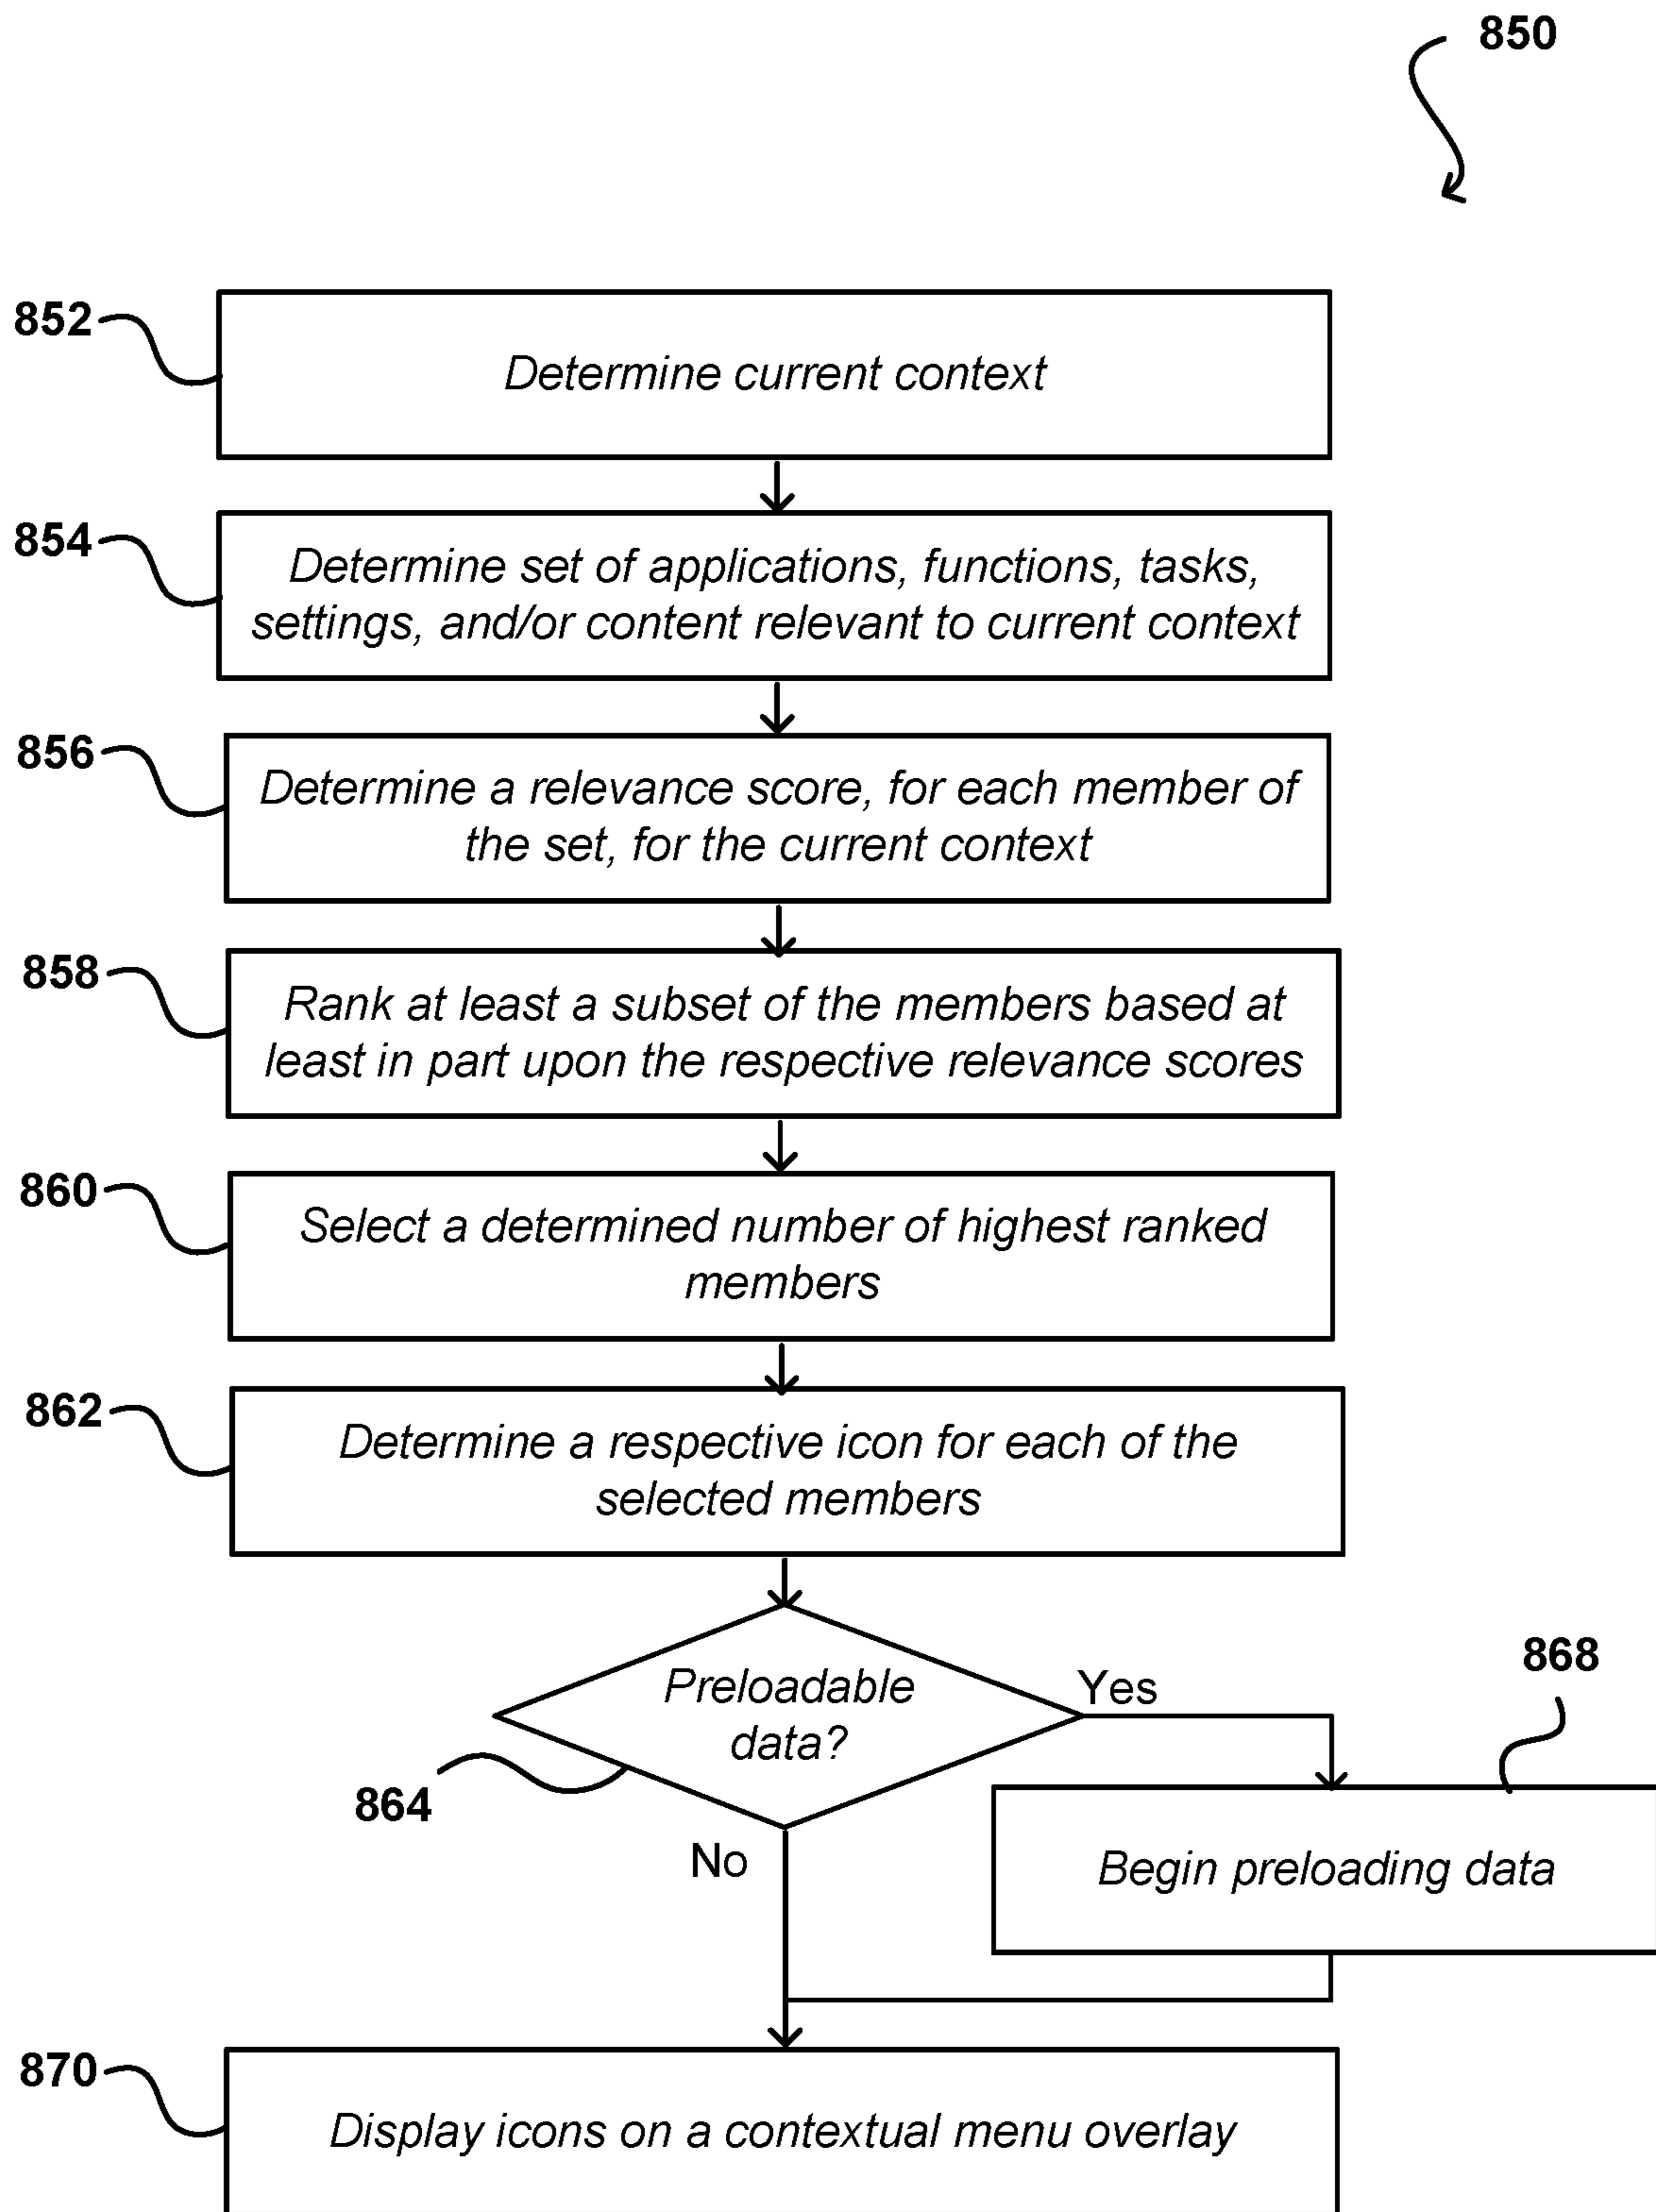 850
852
Determine current context
854
Determine set of applications, functions, tasks,
settings, and/or content relevant to current context
856
Determine a relevance score, for each member of
the set, for the current context
858
Rank at least a subset of the members based at
least in part upon the respective relevance scores
860
Select a determined number of highest ranked
members
862
Determine a respective icon for each of the
selected members
868
Preloadable
data?
Yes
864
No
Begin preloading data
870
Display icons on a contextual menu overlay